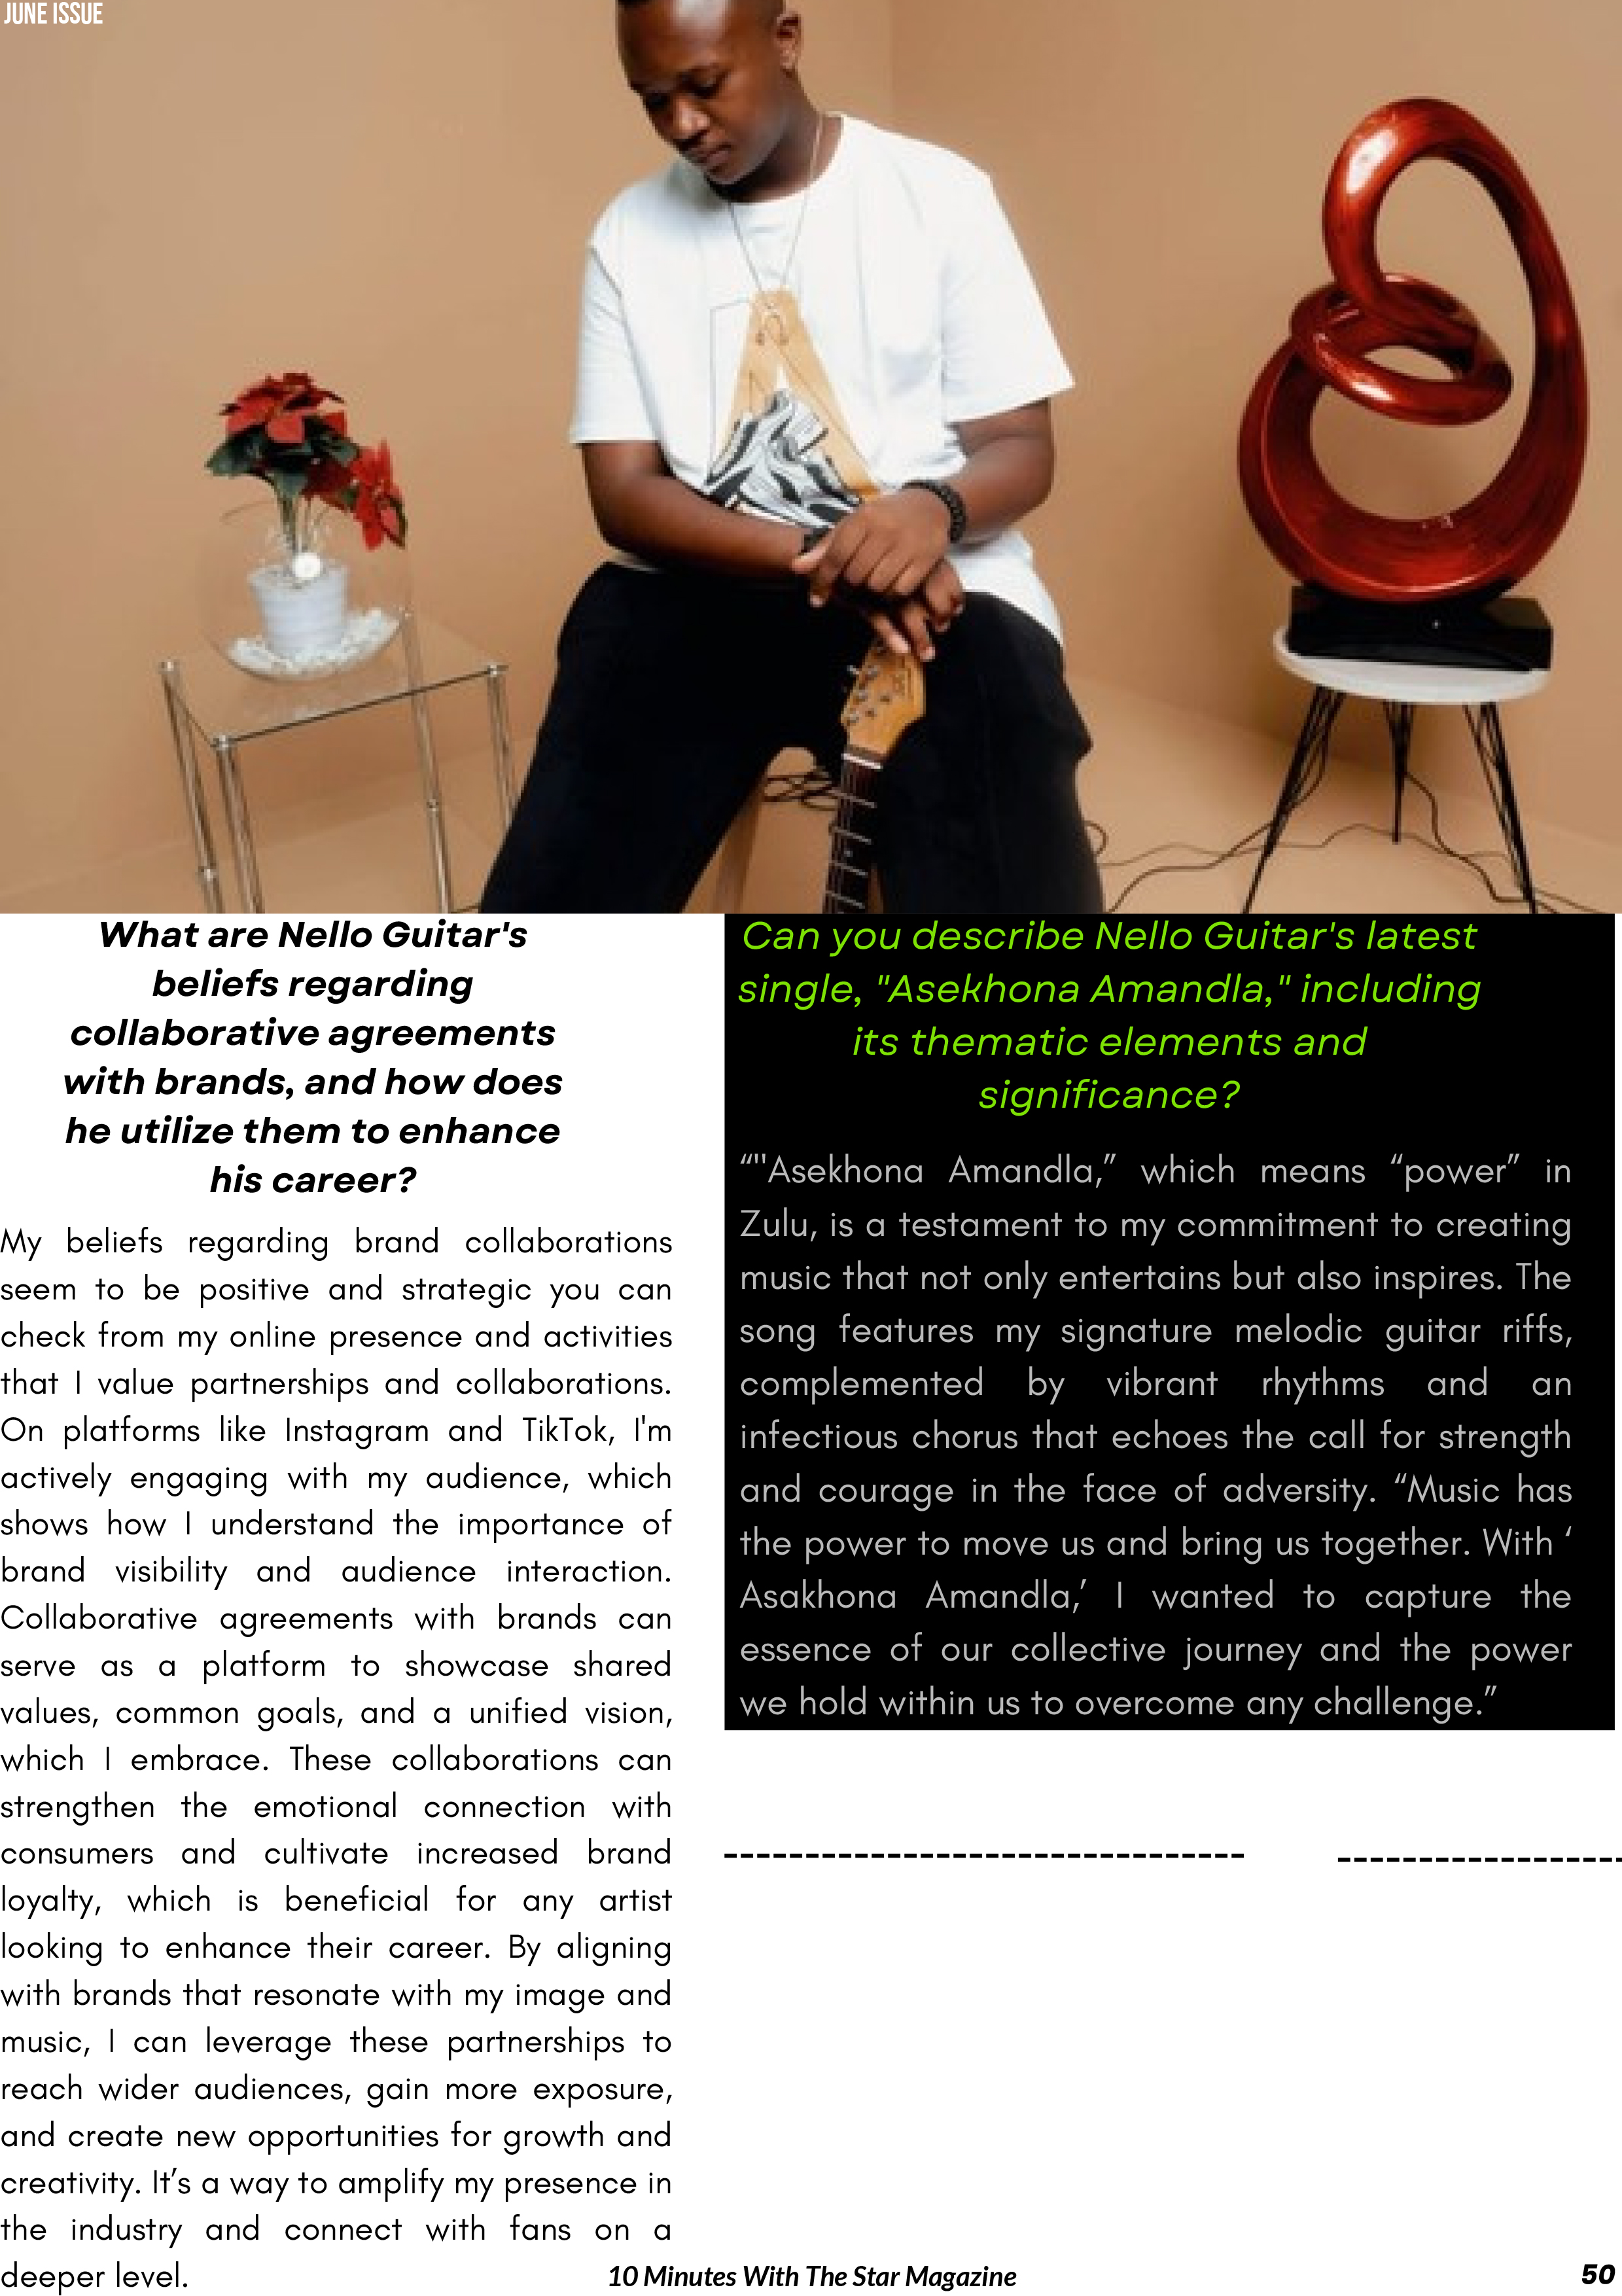 JUNE ISSUE
What are Nello Guitar's
beliefs regarding
collaborative agreements
with brands, and how does
he utilize them to enhance
his career?
My beliefs regarding brand collaborations
seem to be positive and strategic you can
check from my online presence and activities
that I value partnerships and collaborations.
On platforms like Instagram and TikTok, I'm
actively engaging with my audience, which
shows how I understand the importance of
brand visibility and audience interaction.
Collaborative agreements with brands can
serve as a platform to showcase shared
values, common goals, and a unified vision,
which I embrace. These collaborations can
strengthen the emotional connection with
consumers and cultivate increased brand
loyalty, which is beneficial for any artist
looking to enhance their career. By aligning
with brands that resonate with my image and
music, I can leverage these partnerships to
reach wider audiences, gain more exposure,
and create new opportunities for growth and
creativity. It’s a way to amplify my presence in
the industry and connect with fans on a
deeper level.
Can you describe Nello Guitar's latest
single, "Asekhona Amandla," including
its thematic elements and
significance?
“"Asekhona Amandla,” which means “power” in
Zulu, is a testament to my commitment to creating
music that not only entertains but also inspires. The
song features my signature melodic guitar riffs,
complemented by vibrant rhythms and an
infectious chorus that echoes the call for strength
and courage in the face of adversity. “Music has
the power to move us and bring us together. With ‘
Asakhona Amandla,’ I wanted to capture the
essence of our collective journey and the power
we hold within us to overcome any challenge.”
10 Minutes With The Star Magazine
50